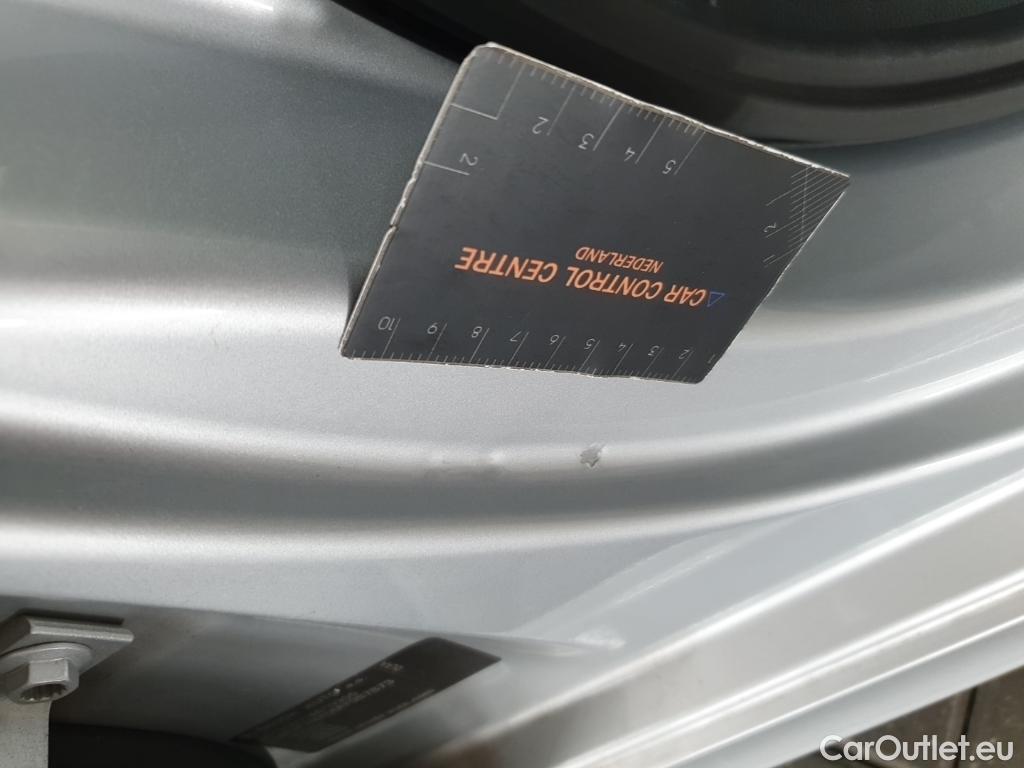 CAR CONTROL CENTRE
NEDERLAND
2 3 4 5
2
2
10 9 8 7 6 5 4 3 2 1
CarOutlet.eu